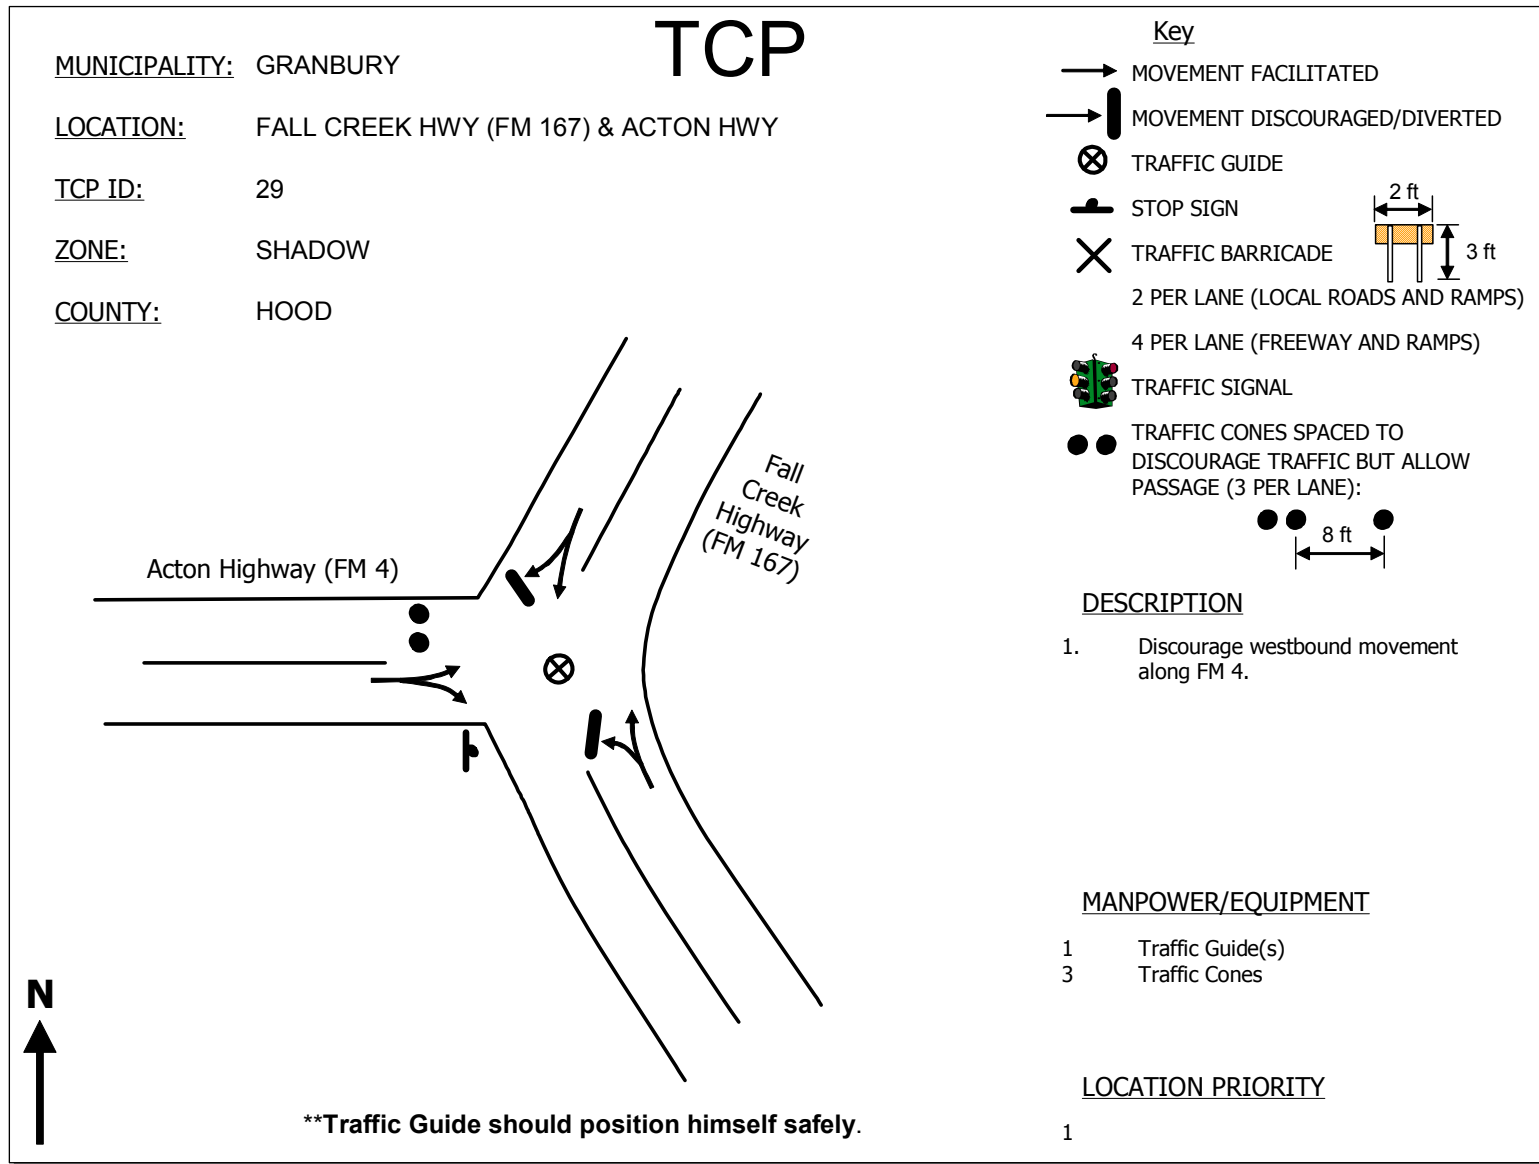 TCP
MUNICIPALITY: GRANBURY
LOCATION: FALL CREEK HWY (FM 167) & ACTON HWY
TCP ID: 29
ZONE: SHADOW
COUNTY: HOOD
Key
MOVEMENT FACILITATED
MOVEMENT DISCOURAGED/DIVERTED
TRAFFIC GUIDE
STOP SIGN
TRAFFIC BARRICADE
2 ft
3 ft
2 PER LANE (LOCAL ROADS AND RAMPS)
4 PER LANE (FREEWAY AND RAMPS)
TRAFFIC SIGNAL
TRAFFIC CONES SPACED TO
DISCOURAGE TRAFFIC BUT ALLOW
PASSAGE (3 PER LANE):
8 ft
Fall
Creek
Highway
(FM 167)
Acton Highway (FM 4)
DESCRIPTION
1. Discourage westbound movement
along FM 4.
MANPOWER/EQUIPMENT
1 Traffic Guide(s)
3 Traffic Cones
LOCATION PRIORITY
1
N
**Traffic Guide should position himself safely.